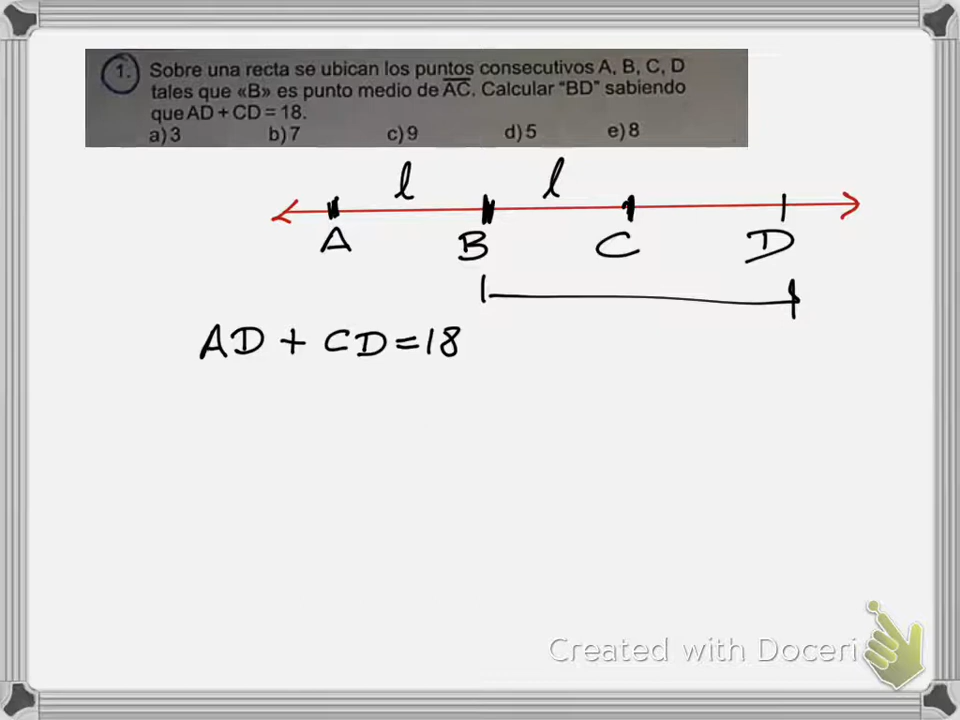 1. Sobre una recta se ubican los puntos consecutivos A, B, C, D
tales que «B» es punto medio de AC. Calcular "BD" sabiendo
que AD + CD = 18.
a) 3 b) 7 c) 9 d) 5 e) 8
l l
A B C D
AD + CD = 18
Created with Doceri